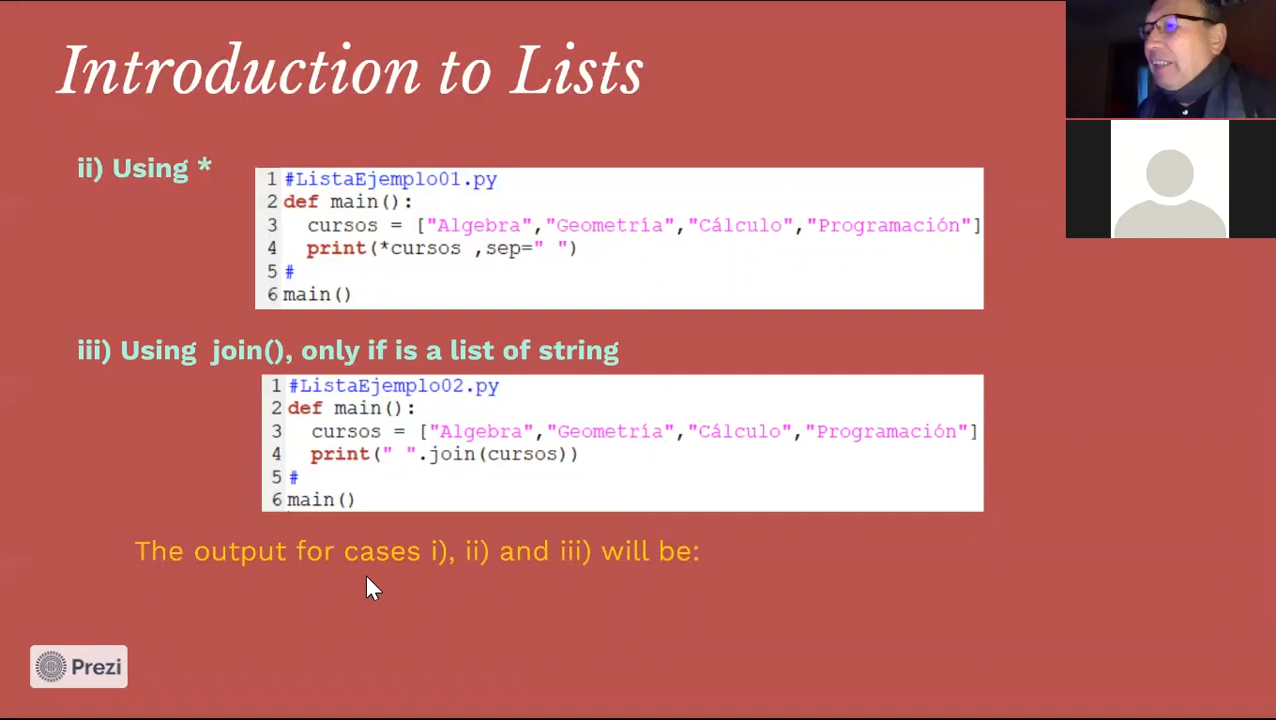 Introduction to Lists
ii) Using *
1 #ListaEjemplo01.py
2 def main():
3 cursos = ["Algebra","Geometría","Cálculo","Programación"]
4 print(*cursos ,sep=" ")
5 #
6 main()
iii) Using join(), only if is a list of string
1 #ListaEjemplo02.py
2 def main():
3 cursos = ["Algebra","Geometría","Cálculo","Programación"]
4 print(" ".join(cursos))
5 #
6 main()
The output for cases i), ii) and iii) will be:
Prezi